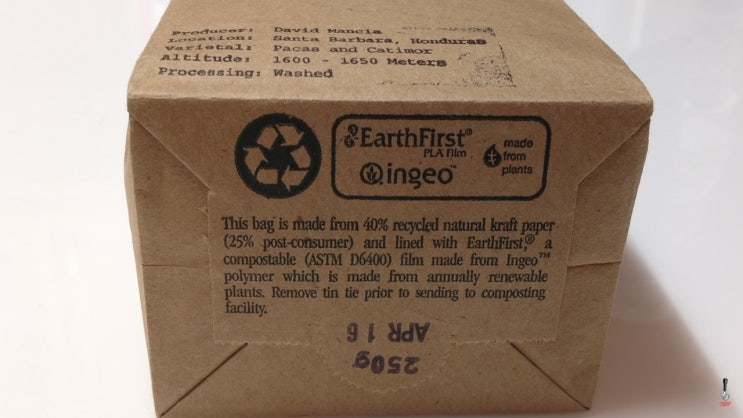 Producer: David Mancia
Location: Santa Barbara, Honduras
Varietal: Pacas and Catimor
Altitude: 1600 - 1650 Meters
Processing: Washed
EarthFirst®
PLA Film
ingeo™
made
from
plants
This bag is made from 40% recycled natural kraft paper
(25% post-consumer) and lined with EarthFirst,® a
compostable (ASTM D6400) film made from Ingeo™
polymer which is made from annually renewable
plants. Remove tin tie prior to sending to composting
facility.
250g
APR 16